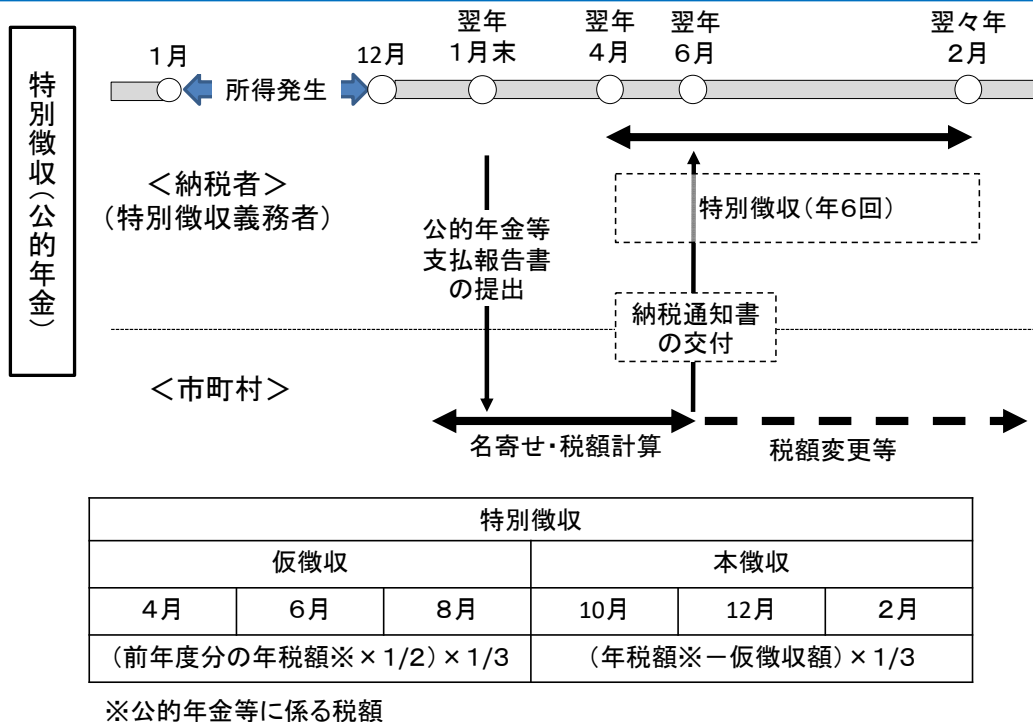 特別徴収(公的年金)
1月
12月
翌年
1月末
翌年
4月
翌年
6月
翌々年
2月
所得発生
<納税者>
(特別徴収義務者)
公的年金等
支払報告書
の提出
特別徴収(年6回)
納税通知書
の交付
<市町村>
名寄せ・税額計算
税額変更等
特別徴収
仮徴収
本徴収
4月
6月
8月
10月
12月
2月
(前年度分の年税額※×1/2)×1/3
(年税額※-仮徴収額)×1/3
※公的年金等に係る税額